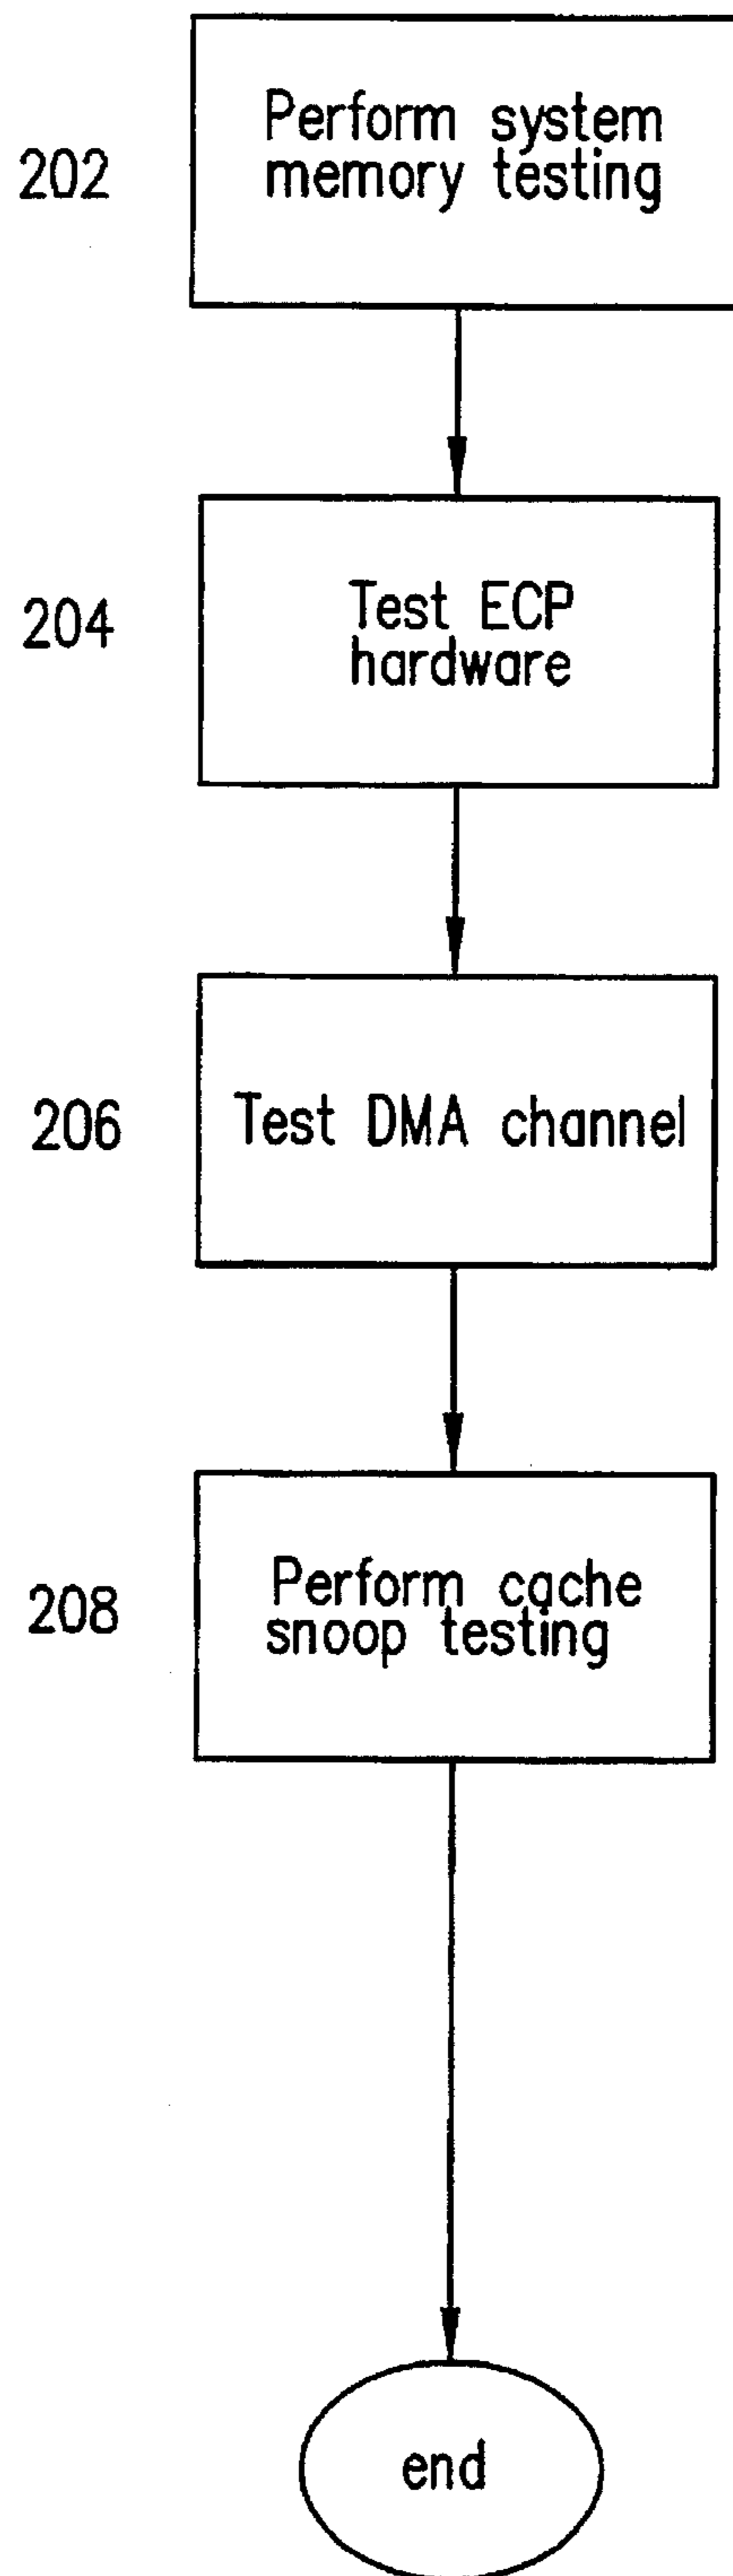 202
Perform system
memory testing
204
Test ECP
hardware
206
Test DMA channel
208
Perform cache
snoop testing
end